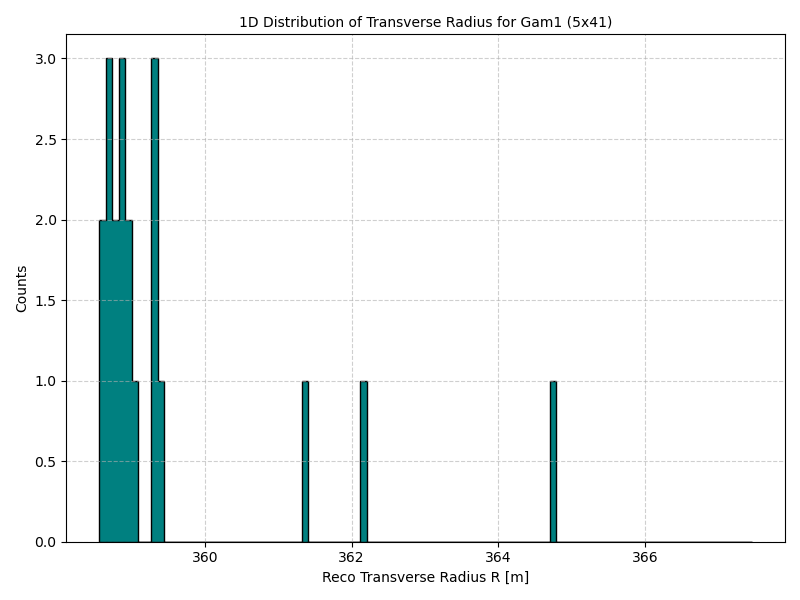 1D Distribution of Transverse Radius for Gam1 (5x41)
3.0
2.5
2.0
1.5
1.0
0.5
0.0
Counts
360 362 364 366
Reco Transverse Radius R [m]